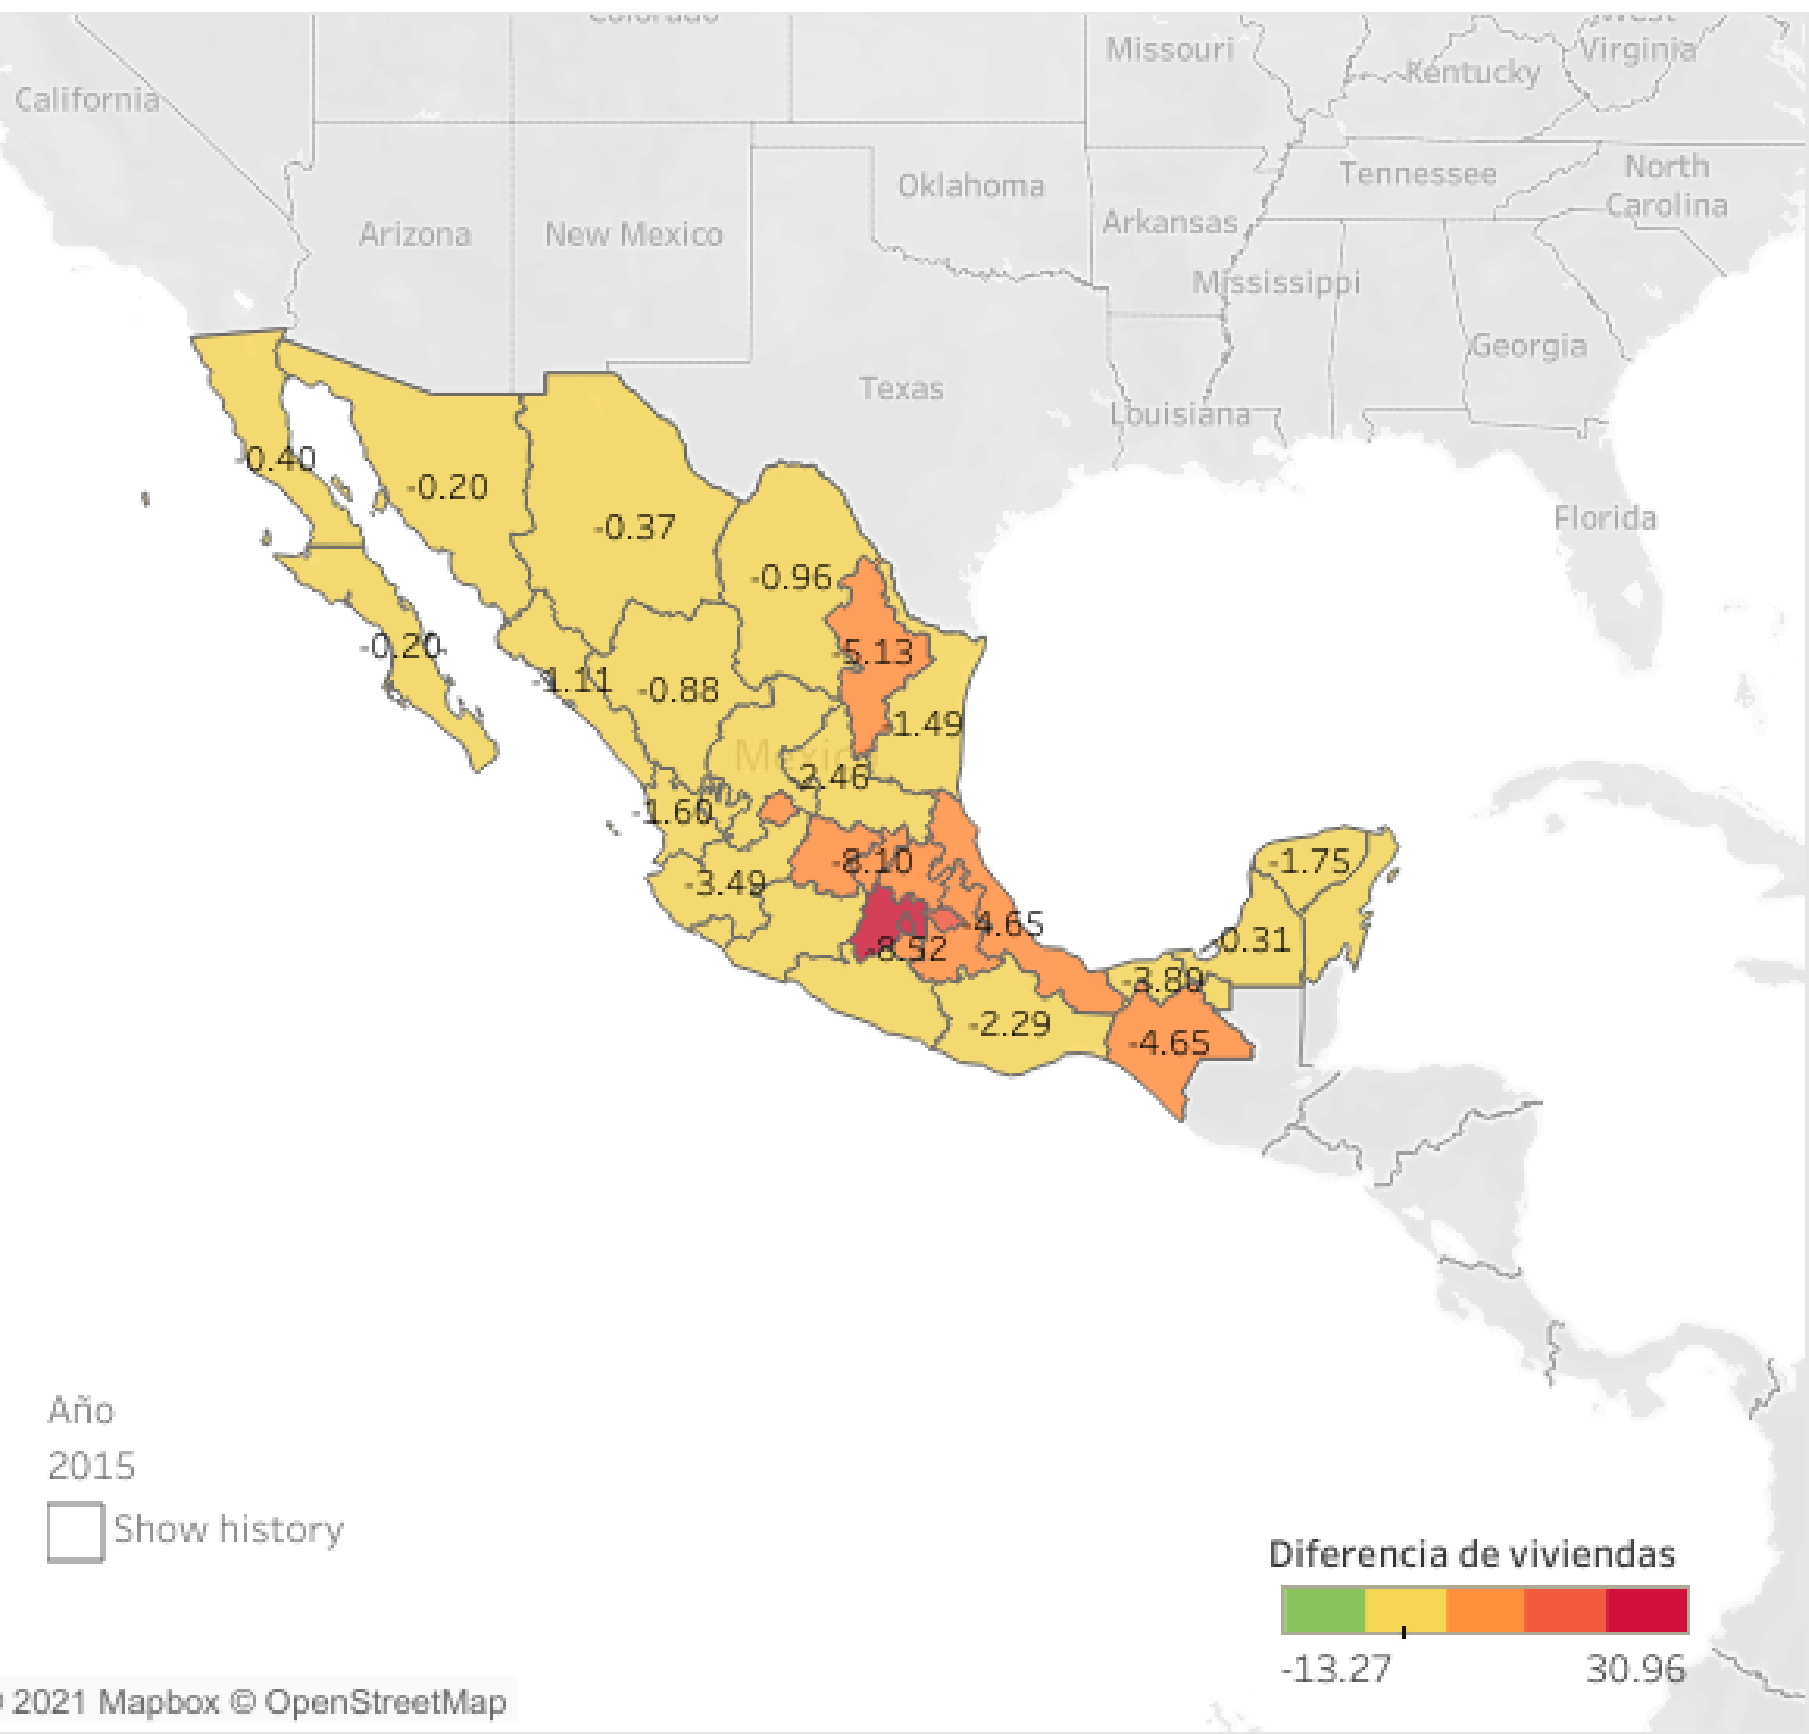 Missouri
Virginia
Kentucky
California
North
Carolina
Tennessee
Oklahoma
Arizona
New Mexico
Arkansas
Mississippi
Georgia
Texas
Louisiana
Florida
-0.40
-0.20
-0.37
-0.96
-5.13
-0.20
-1.11
-0.88
-1.49
Mexico
2.46
-1.60
-8.10
-1.75
-3.49
4.65
0.31
-8.52
-3.80
-2.29
-4.65
Año
2015
Show history
Diferencia de viviendas
-13.27
30.96
© 2021 Mapbox © OpenStreetMap